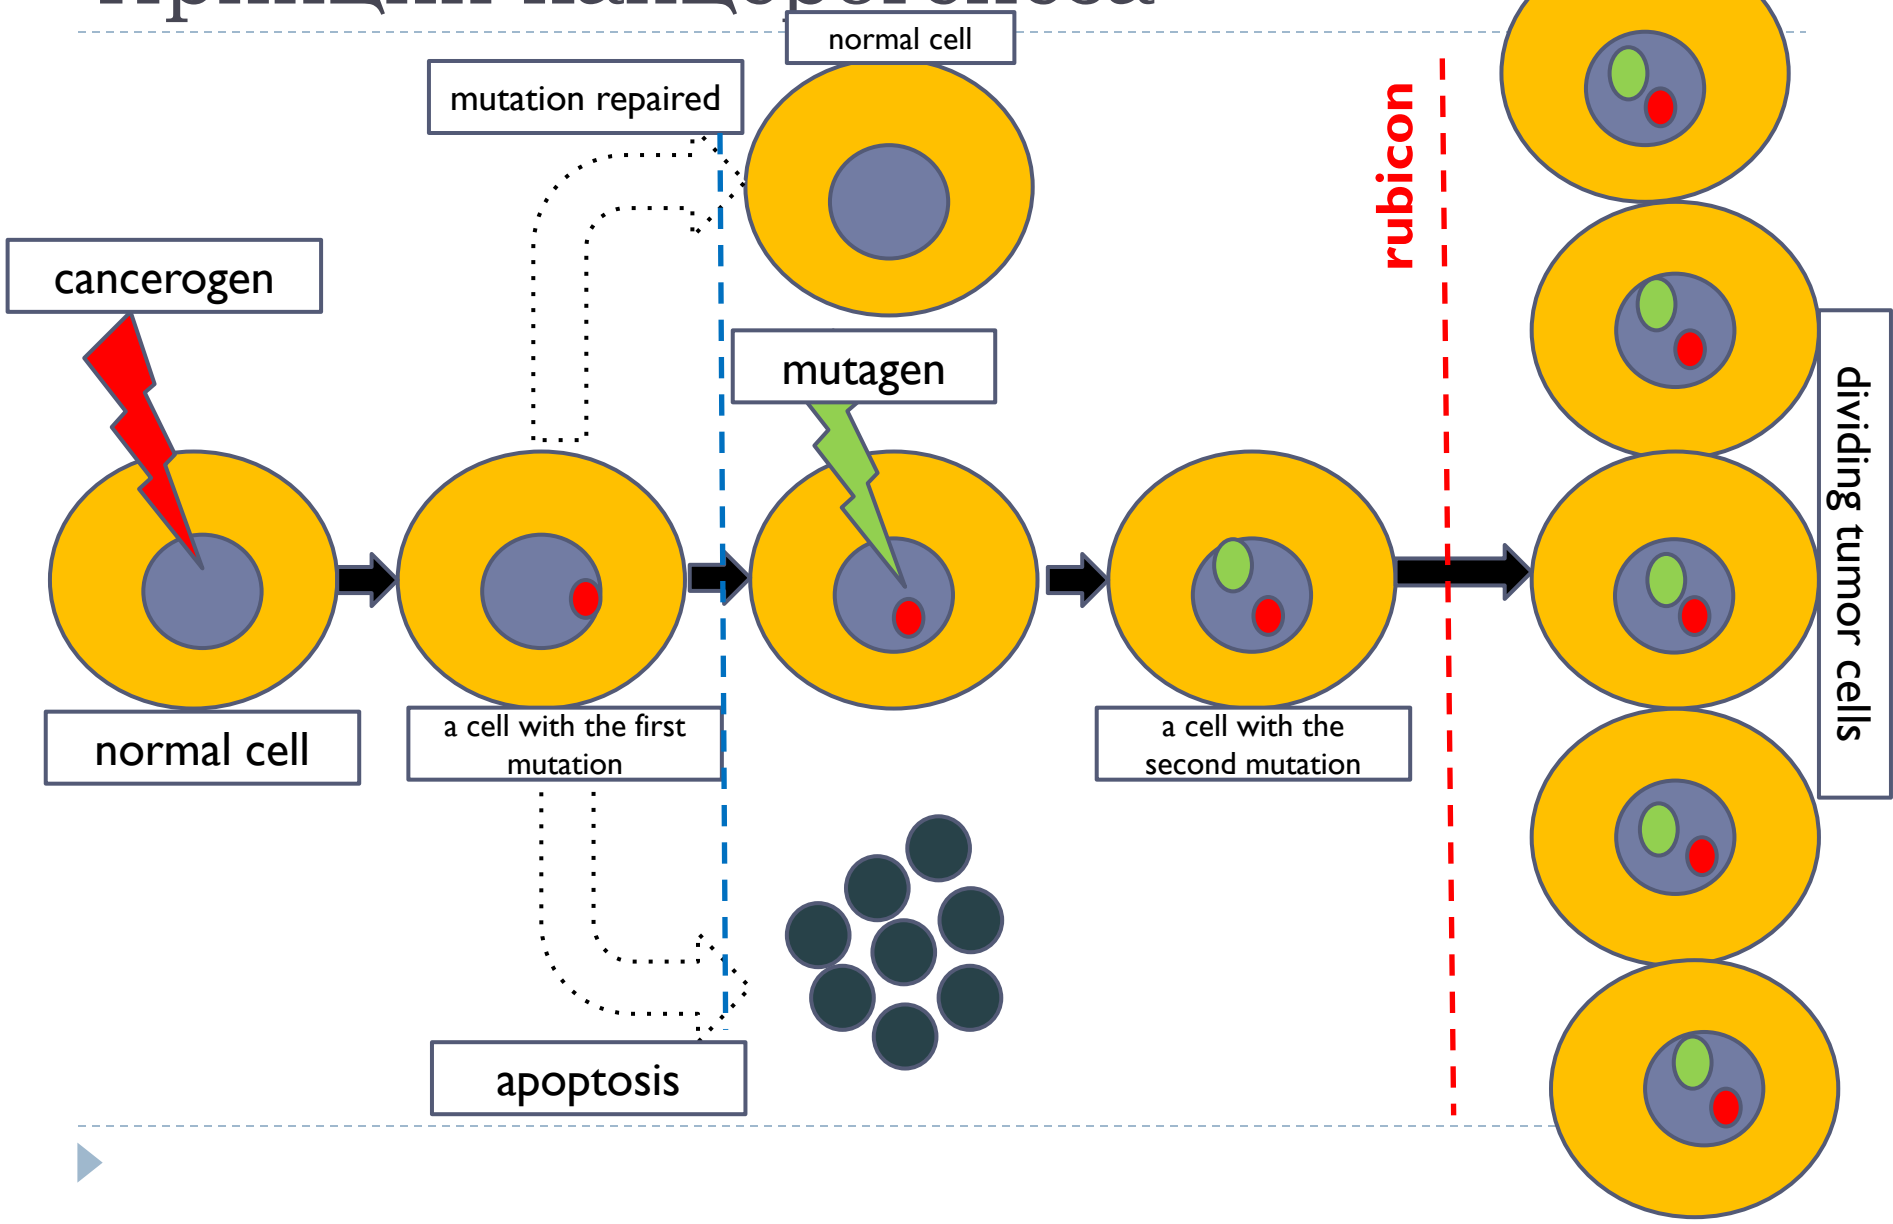 normal cell
mutation repaired
rubicon
cancerogen
mutagen
dividing tumor cells
normal cell
a cell with the first
mutation
a cell with the
second mutation
apoptosis